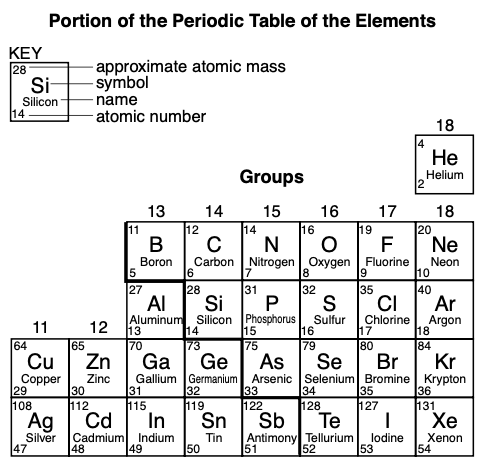 Portion of the Periodic Table of the Elements
KEY
28 approximate atomic mass
Si symbol
Silicon name
14 atomic number
18
4
He
Helium
2
Groups
13 14 15 16 17 18
11 12 14 16 19 20
B C N O F Ne
Boron Carbon Nitrogen Oxygen Fluorine Neon
5 6 7 8 9 10
27 28 31 32 35 40
Al Si P S Cl Ar
Aluminum Silicon Phosphorus Sulfur Chlorine Argon
13 14 15 16 17 18
11 12
64 65 70 73 75 79 80 84
Cu Zn Ga Ge As Se Br Kr
Copper Zinc Gallium Germanium Arsenic Selenium Bromine Krypton
29 30 31 32 33 34 35 36
108 112 115 119 122 128 127 131
Ag Cd In Sn Sb Te I Xe
Silver Cadmium Indium Tin Antimony Tellurium Iodine Xenon
47 48 49 50 51 52 53 54